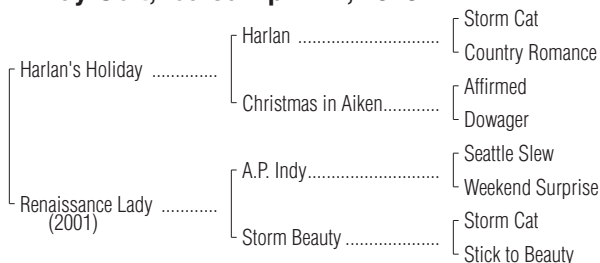 Storm Cat
Harlan ..............................
Country Romance
Harlan's Holiday .............
Affirmed
Christmas in Aiken............
Dowager
Seattle Slew
A.P. Indy............................
Weekend Surprise
Renaissance Lady ...........
(2001)
Storm Cat
Storm Beauty ....................
Stick to Beauty